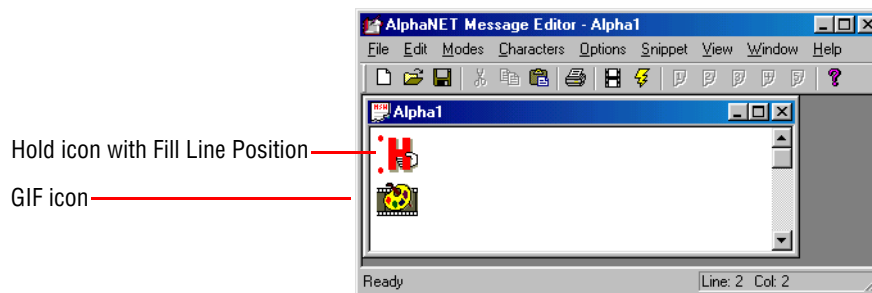 AlphaNET Message Editor - Alpha1
File Edit Modes Characters Options Snippet View Window Help
Alpha1
Hold icon with Fill Line Position
H
GIF icon
Ready Line: 2 Col: 2